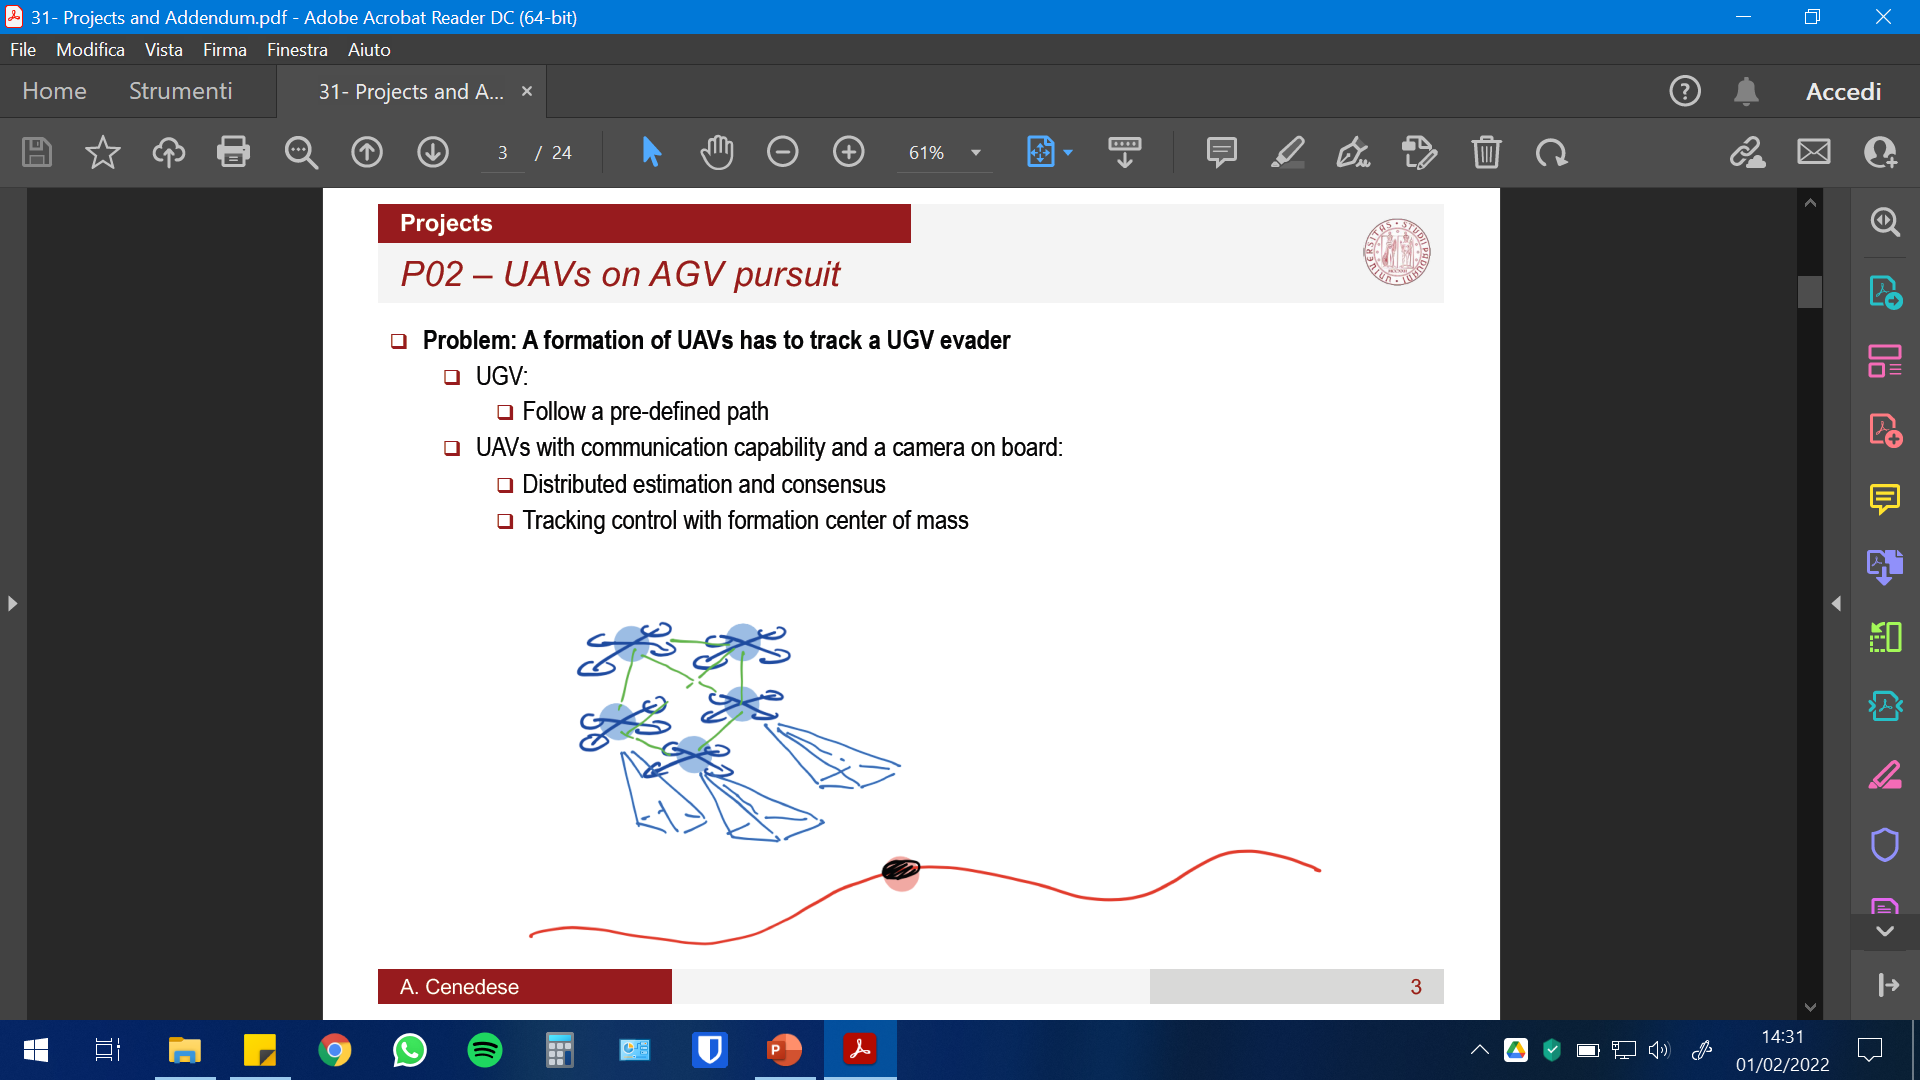 31- Projects and Addendum.pdf - Adobe Acrobat Reader DC (64-bit)
File Modifica Vista Firma Finestra Aiuto
Home Strumenti 31- Projects and A... × Accedi
3 / 24 61%
Projects
P02 – UAVs on AGV pursuit
Problem: A formation of UAVs has to track a UGV evader
UGV:
Follow a pre-defined path
UAVs with communication capability and a camera on board:
Distributed estimation and consensus
Tracking control with formation center of mass
A. Cenedese 3
14:31
01/02/2022